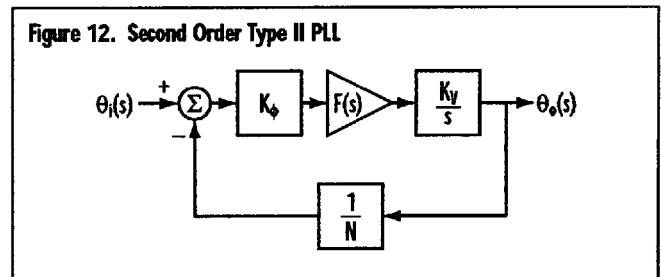 Figure 12. Second Order Type II PLL
θi(s) + Σ Kϕ F(s) KV/s θo(s)
−
1/N